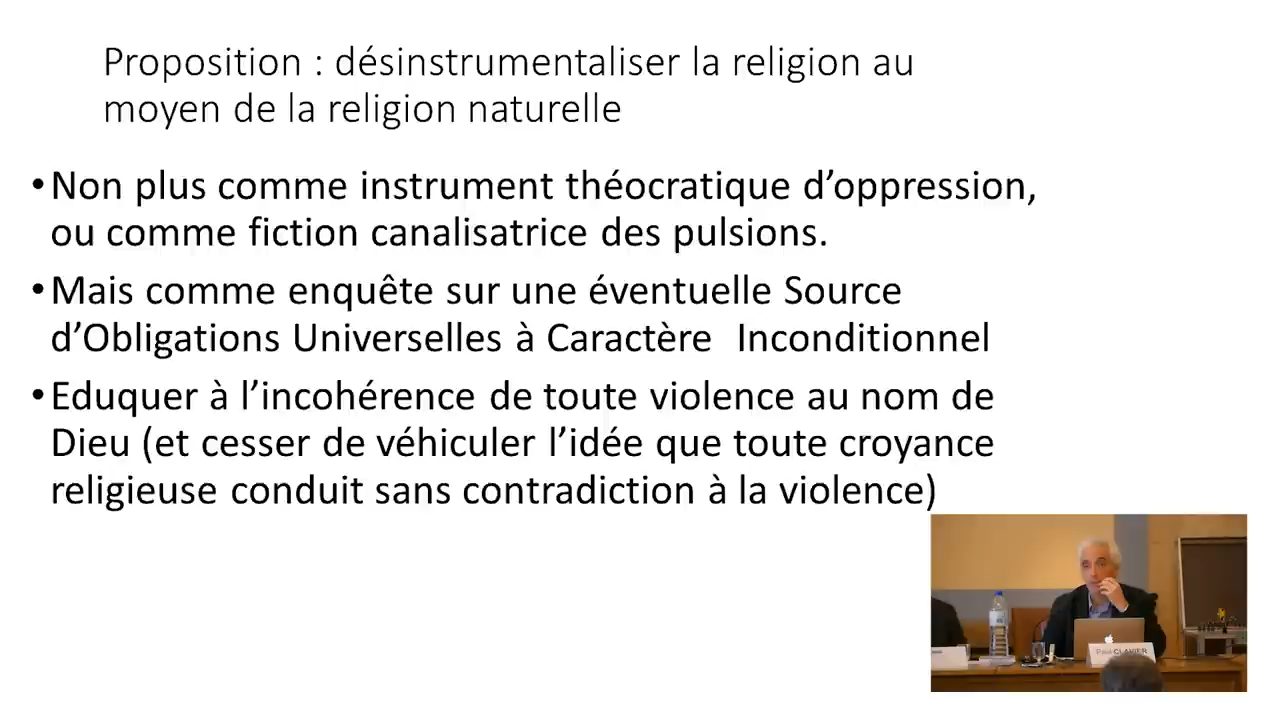 Proposition : désinstrumentaliser la religion au
moyen de la religion naturelle
•Non plus comme instrument théocratique d’oppression,
ou comme fiction canalisatrice des pulsions.
•Mais comme enquête sur une éventuelle Source
d’Obligations Universelles à Caractère  Inconditionnel
•Eduquer à l’incohérence de toute violence au nom de
Dieu (et cesser de véhiculer l’idée que toute croyance
religieuse conduit sans contradiction à la violence)
Paul CLAVIER